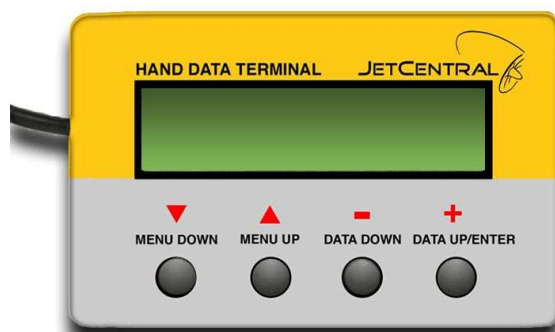 HAND DATA TERMINAL JETCENTRAL
MENU DOWN MENU UP DATA DOWN DATA UP/ENTER